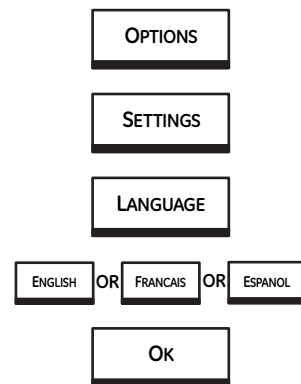 OPTIONS
SETTINGS
LANGUAGE
ENGLISH OR FRANCAIS OR ESPANOL
OK